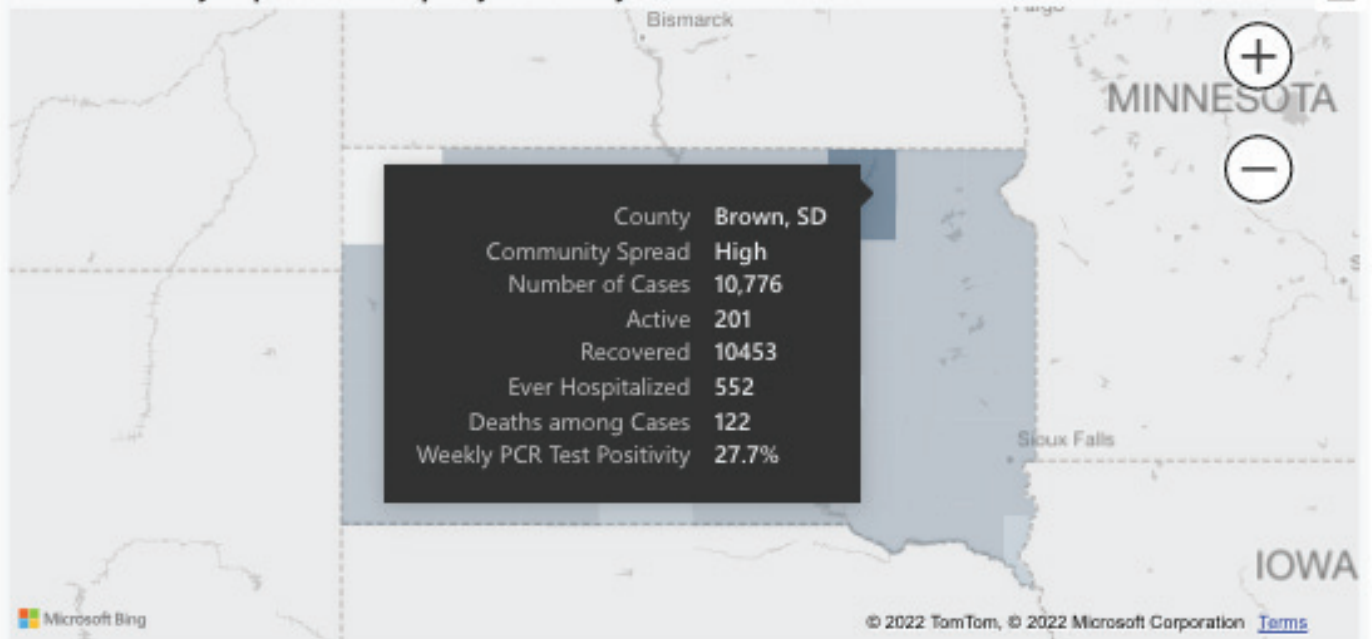 Bismarck
MINNESOTA
County Brown, SD
Community Spread High
Number of Cases 10,776
Active 201
Recovered 10453
Ever Hospitalized 552
Deaths among Cases 122
Weekly PCR Test Positivity 27.7%
Sioux Falls
IOWA
Microsoft Bing
© 2022 TomTom, © 2022 Microsoft Corporation Terms